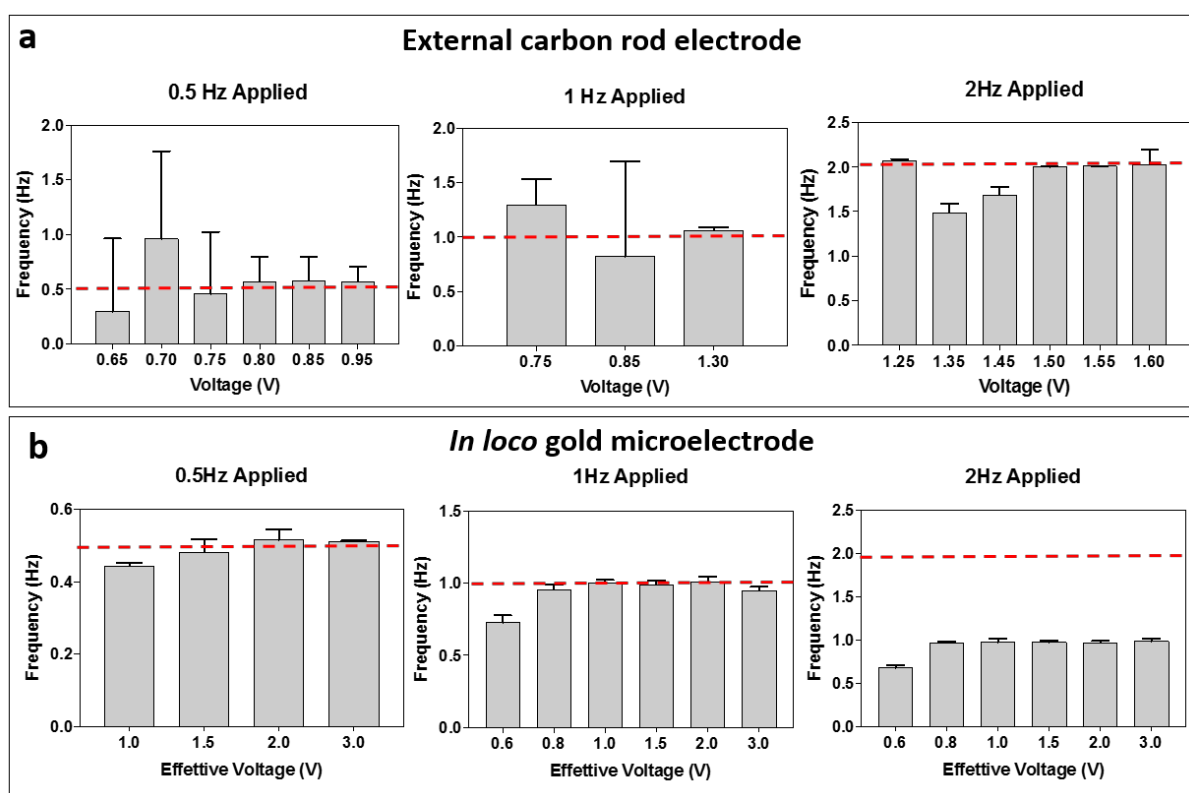 a
External carbon rod electrode
0.5 Hz Applied
Frequency (Hz)
2.0
1.5
1.0
0.5
0.0
0.65 0.70 0.75 0.80 0.85 0.95
Voltage (V)
1 Hz Applied
Frequency (Hz)
2.0
1.5
1.0
0.5
0.0
0.75 0.85 1.30
Voltage (V)
2Hz Applied
Frequency (Hz)
2.5
2.0
1.5
1.0
0.5
0.0
1.25 1.35 1.45 1.50 1.55 1.60
Voltage (V)
b
In loco gold microelectrode
0.5Hz Applied
Frequency (Hz)
0.6
0.4
0.2
0.0
1.0 1.5 2.0 3.0
Effettive Voltage (V)
1Hz Applied
Frequency (Hz)
1.5
1.0
0.5
0.0
0.6 0.8 1.0 1.5 2.0 3.0
Effettive Voltage (V)
2Hz Applied
Frequency (Hz)
2.5
2.0
1.5
1.0
0.5
0.0
0.6 0.8 1.0 1.5 2.0 3.0
Effettive Voltage (V)